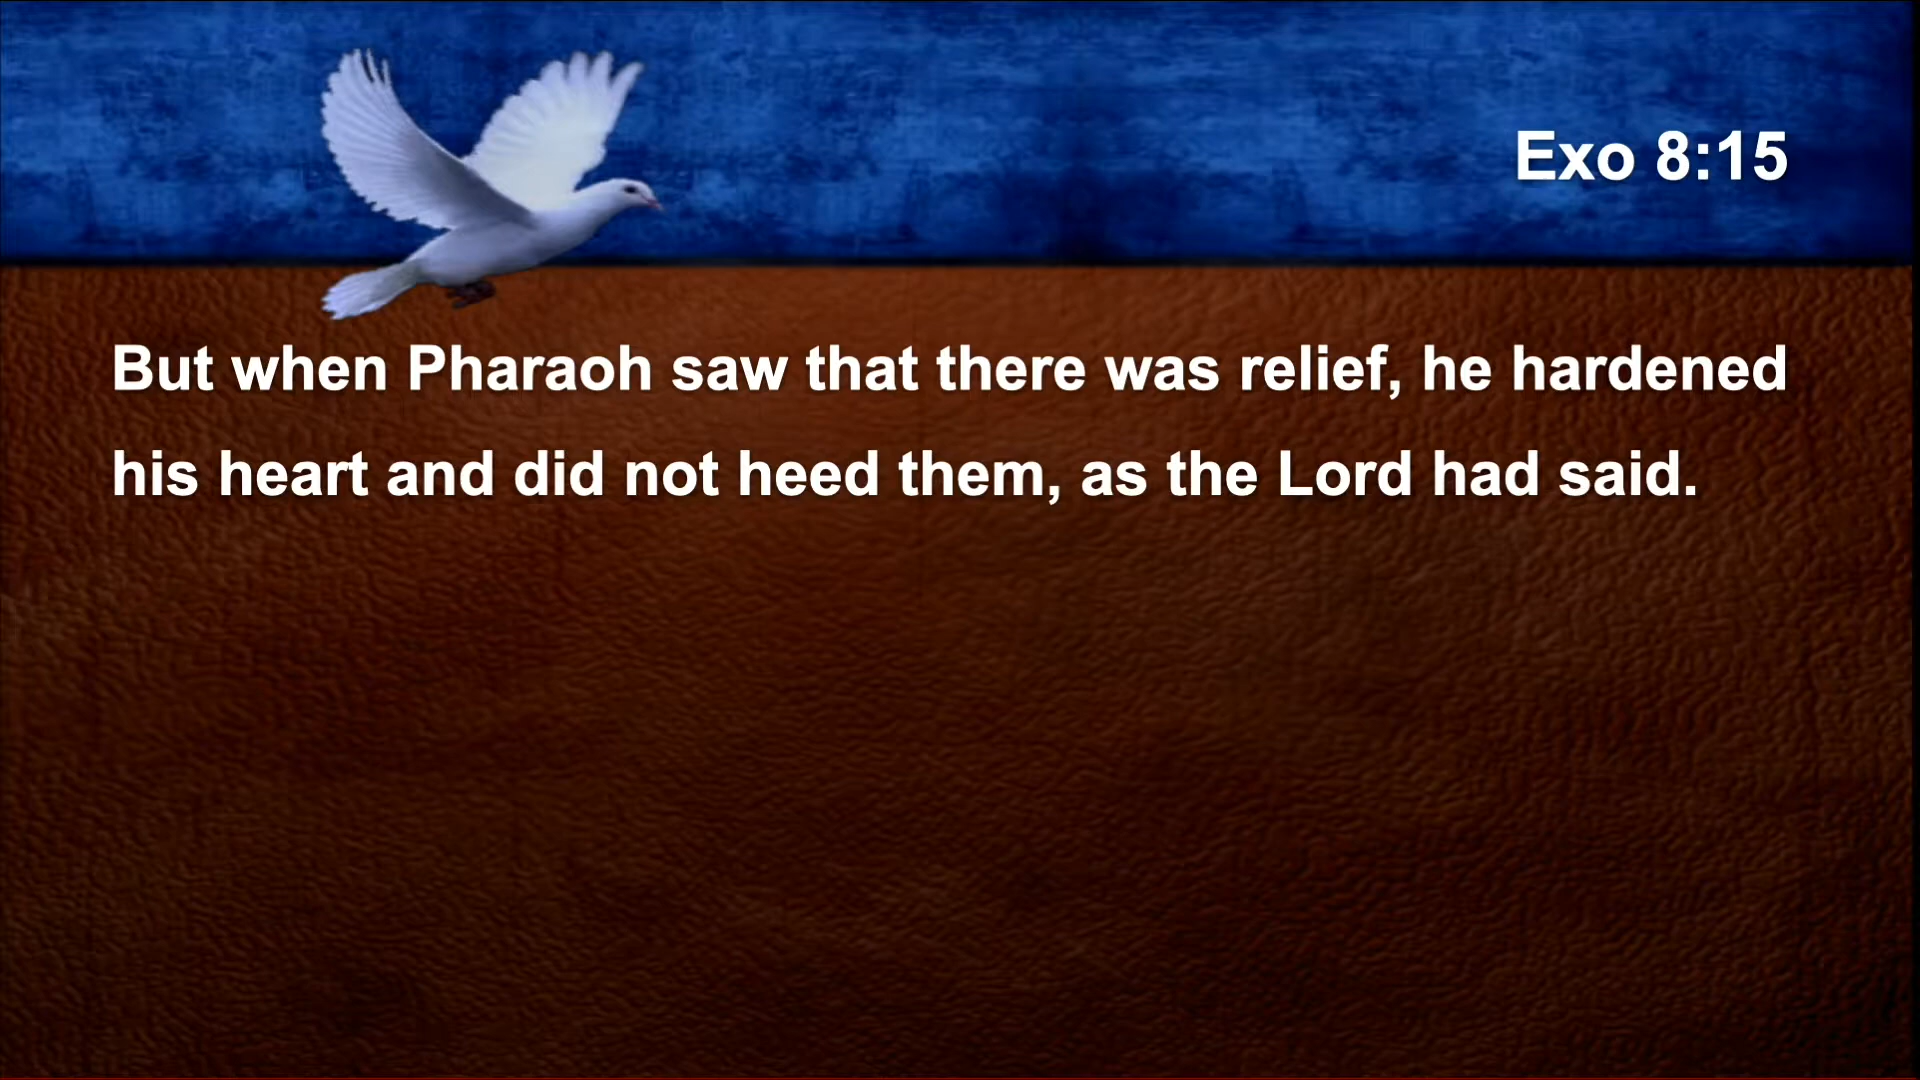 Exo 8:15
But when Pharaoh saw that there was relief, he hardened
his heart and did not heed them, as the Lord had said.